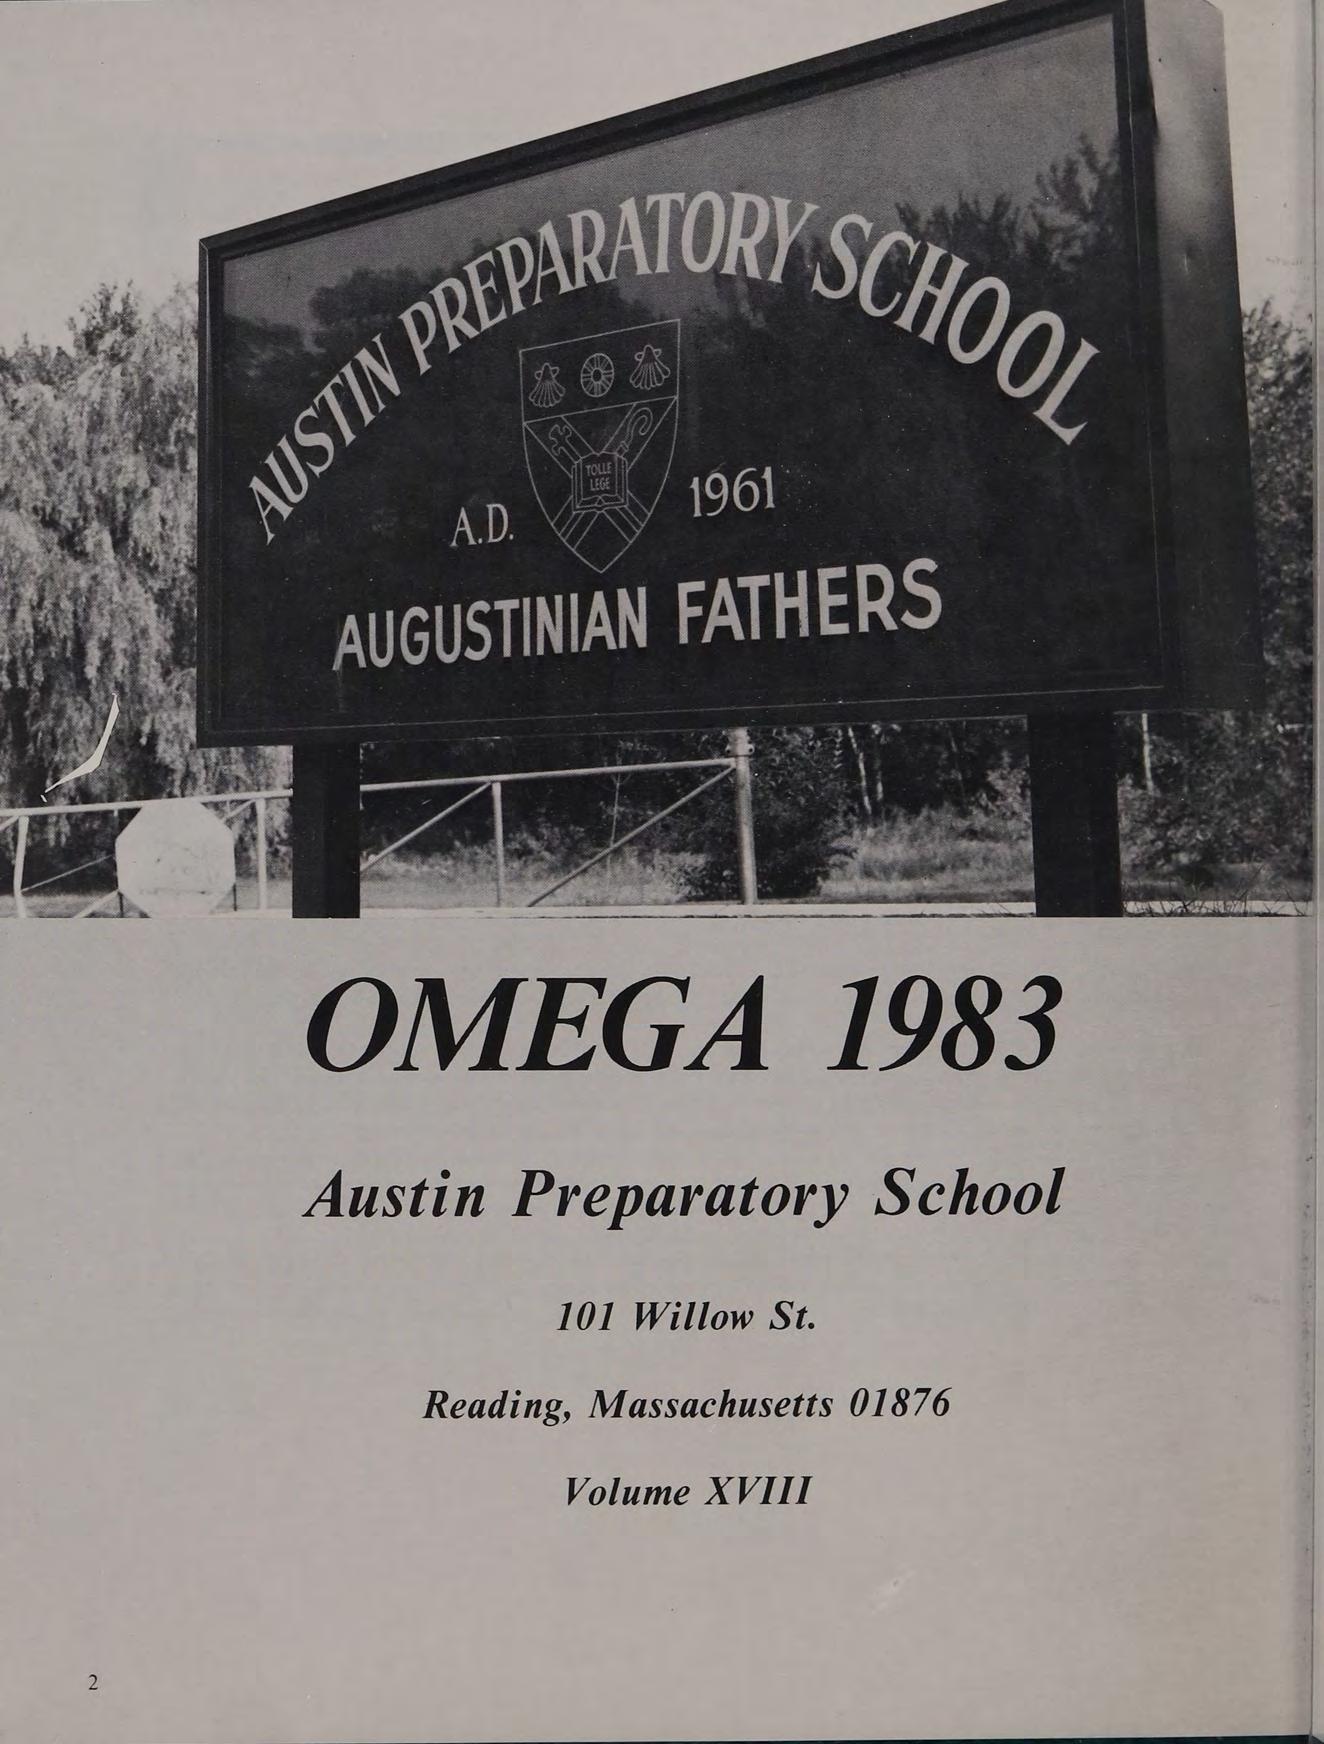 AUSTIN PREPARATORY SCHOOL
TOLLE
LEGE
A.D. 1961
AUGUSTINIAN FATHERS
OMEGA 1983
Austin Preparatory School
101 Willow St.
Reading, Massachusetts 01876
Volume XVIII
2